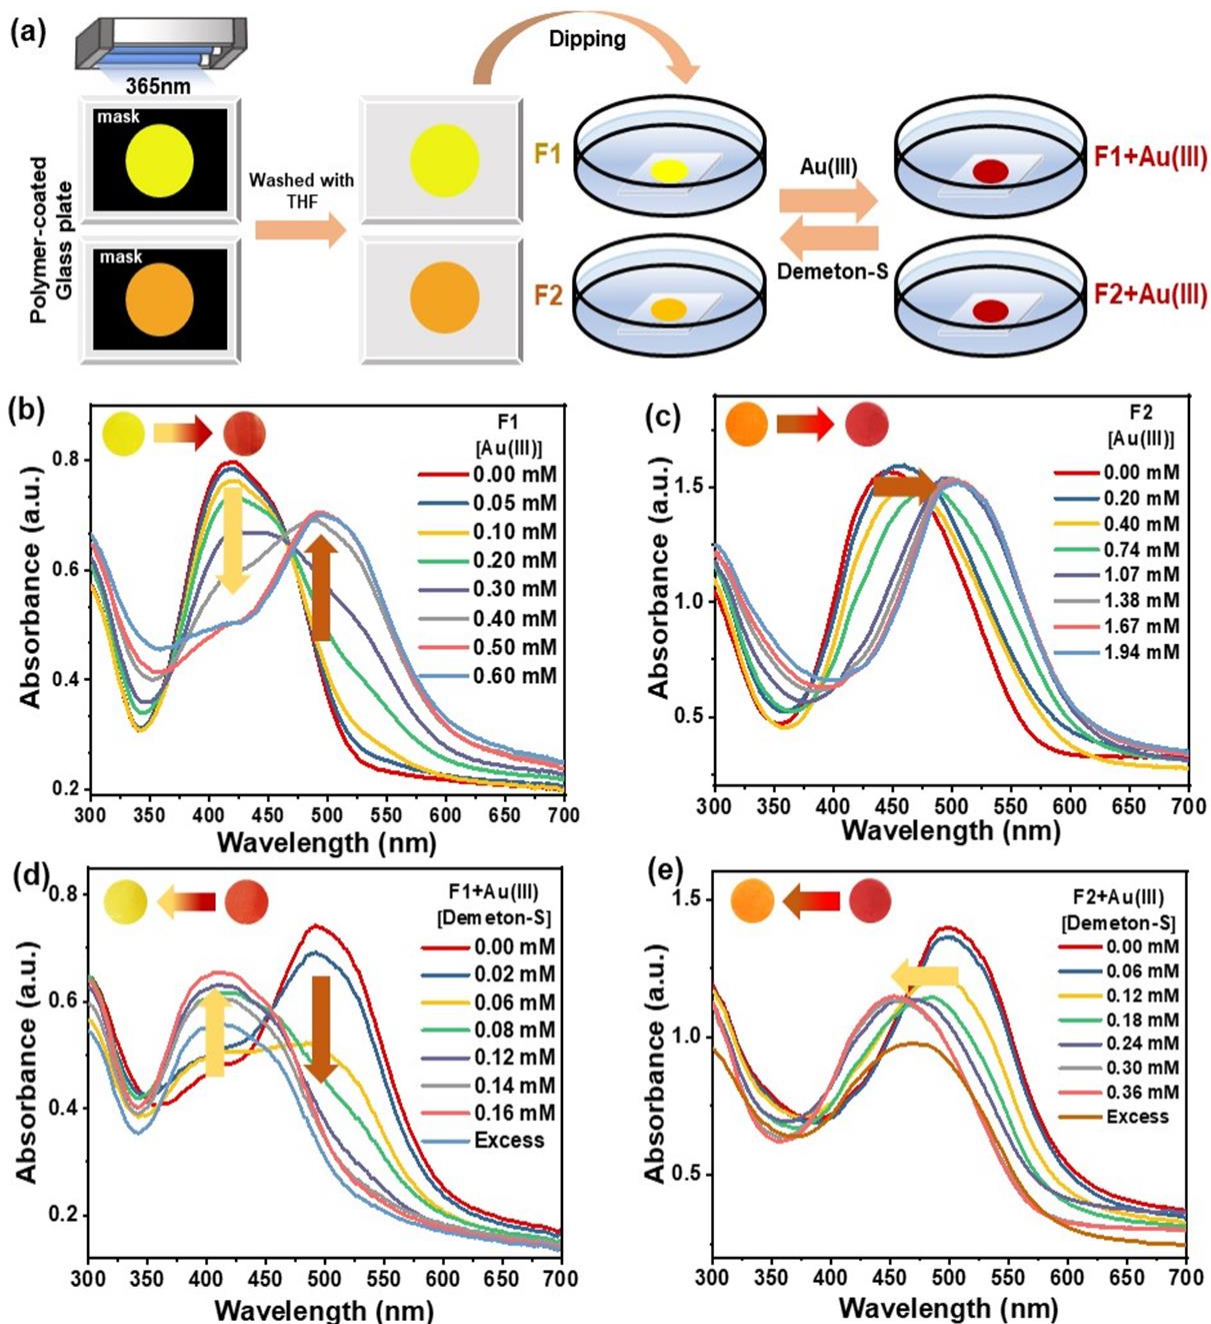 (a)
365nm
mask
mask
Polymer-coated
Glass plate
Washed with
THF
Dipping
F1
F2
Au(III)
Demeton-S
F1+Au(III)
F2+Au(III)
(b)
F1
[Au(III)]
0.00 mM
0.05 mM
0.10 mM
0.20 mM
0.30 mM
0.40 mM
0.50 mM
0.60 mM
Absorbance (a.u.)
0.8
0.6
0.4
0.2
300 350 400 450 500 550 600 650 700
Wavelength (nm)
(c)
F2
[Au(III)]
0.00 mM
0.20 mM
0.40 mM
0.74 mM
1.07 mM
1.38 mM
1.67 mM
1.94 mM
Absorbance (a.u.)
1.5
1.0
0.5
300 350 400 450 500 550 600 650 700
Wavelength (nm)
(d)
F1+Au(III)
[Demeton-S]
0.00 mM
0.02 mM
0.06 mM
0.08 mM
0.12 mM
0.14 mM
0.16 mM
Excess
Absorbance (a.u.)
0.8
0.6
0.4
0.2
300 350 400 450 500 550 600 650 700
Wavelength (nm)
(e)
F2+Au(III)
[Demeton-S]
0.00 mM
0.06 mM
0.12 mM
0.18 mM
0.24 mM
0.30 mM
0.36 mM
Excess
Absorbance (a.u.)
1.5
1.0
0.5
300 350 400 450 500 550 600 650 700
Wavelength (nm)